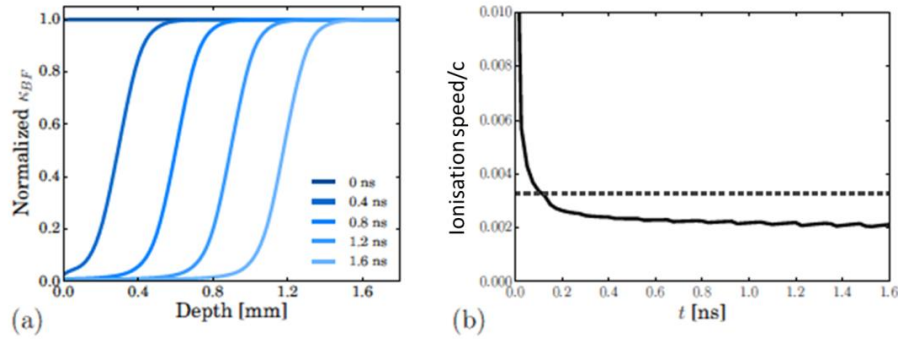 Normalized κBF
1.0
0.8
0.6
0.4
0.2
0.0
0 ns
0.4 ns
0.8 ns
1.2 ns
1.6 ns
0.0 0.4 0.8 1.2 1.6
Depth [mm]
(a)
Ionisation speed/c
0.010
0.008
0.006
0.004
0.002
0.000
0.0 0.2 0.4 0.6 0.8 1.0 1.2 1.4 1.6
t [ns]
(b)